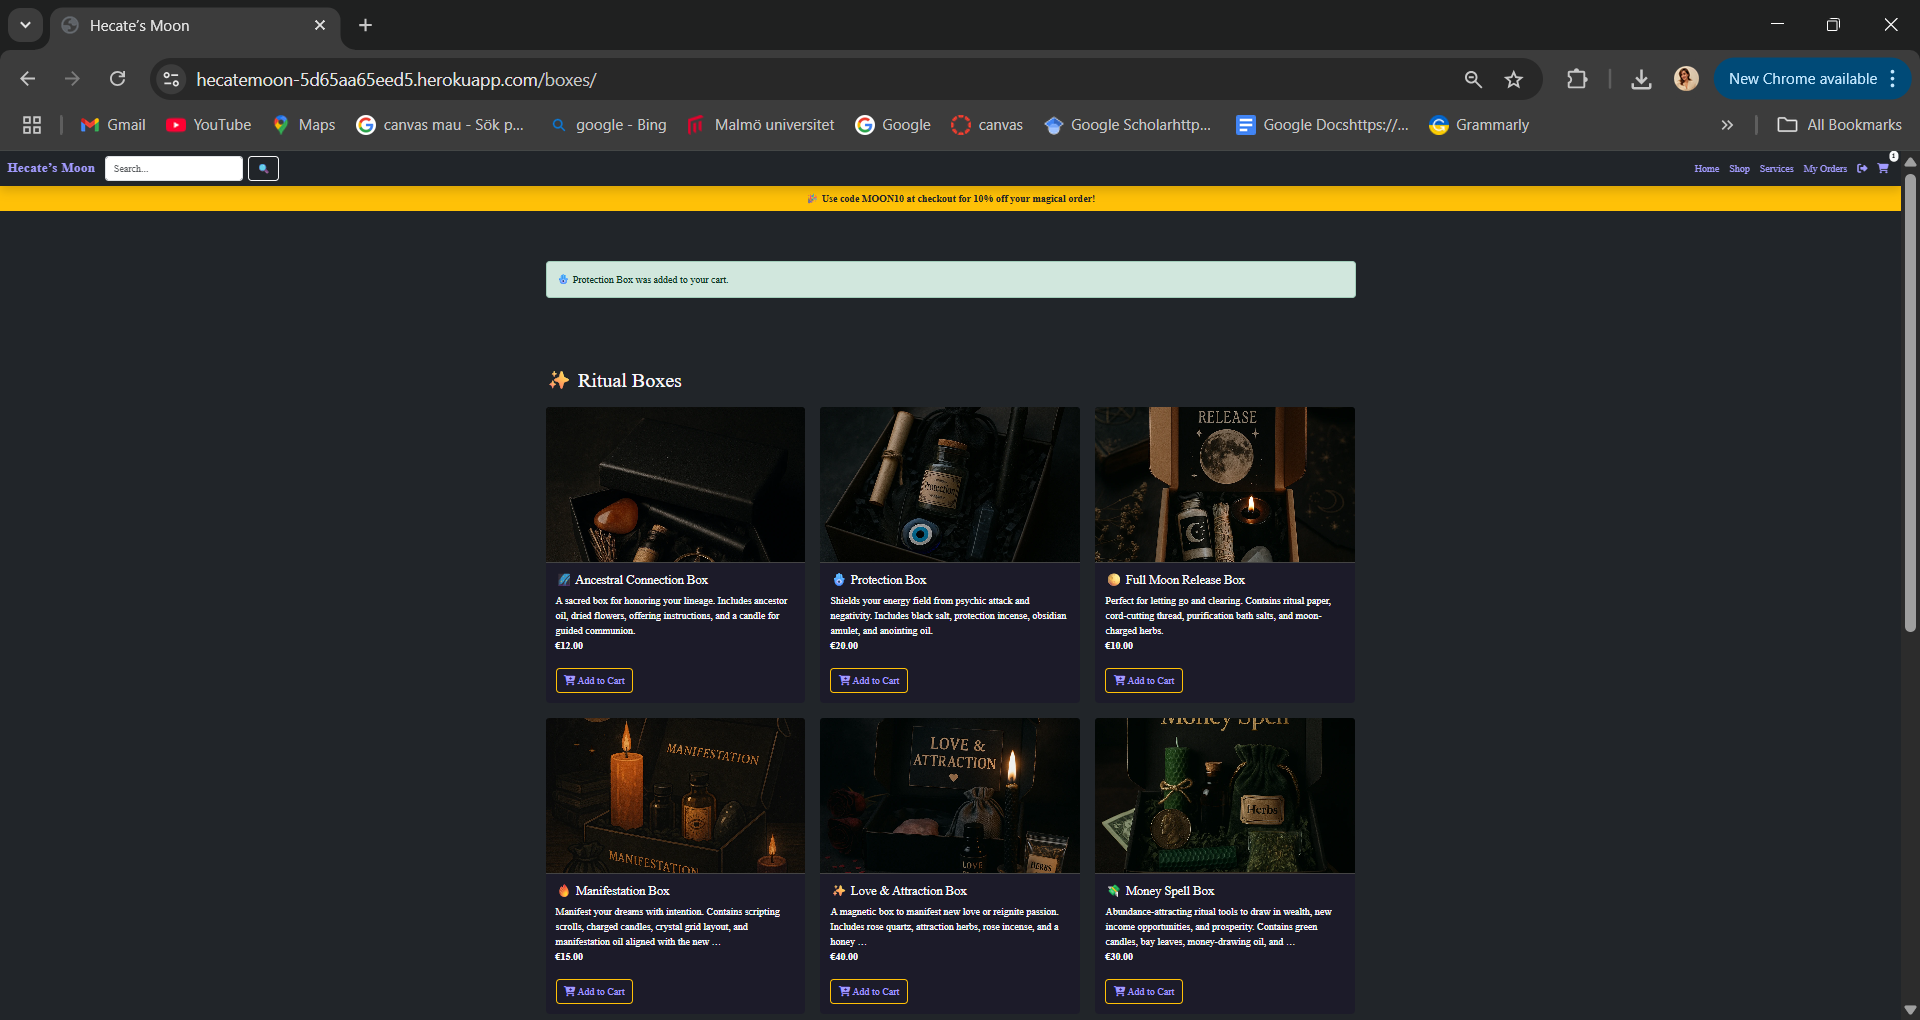 Hecate's Moon
hecatemoon-5d65aa65eed5.herokuapp.com/boxes/
New Chrome available
Gmail
YouTube
Maps
canvas mau - Sök p...
google - Bing
Malmö universitet
Google
canvas
Google Scholarhttp...
Google Docshttps://...
Grammarly
All Bookmarks
Hecate's Moon
Search...
Home
Shop
Services
My Orders
1
Use code MOON10 at checkout for 10% off your magical order!
Protection Box was added to your cart.
Ritual Boxes
Protection
RELEASE
Ancestral Connection Box
A sacred box for honoring your lineage. Includes ancestor
oil, dried flowers, offering instructions, and a candle for
guided communion.
€12.00
Add to Cart
Protection Box
Shields your energy field from psychic attack and
negativity. Includes black salt, protection incense, obsidian
amulet, and anointing oil.
€20.00
Add to Cart
Full Moon Release Box
Perfect for letting go and clearing. Contains ritual paper,
cord-cutting thread, purification bath salts, and moon-
charged herbs.
€10.00
Add to Cart
MANIFESTATION
MANIFESTATION
LOVE &
ATTRACTION
LOVE
HERBS
Money Spell
Herbs
Manifestation Box
Manifest your dreams with intention. Contains scripting
scrolls, charged candles, crystal grid layout, and
manifestation oil aligned with the new ...
€15.00
Add to Cart
Love & Attraction Box
A magnetic box to manifest new love or reignite passion.
Includes rose quartz, attraction herbs, rose incense, and a
honey ...
€40.00
Add to Cart
Money Spell Box
Abundance-attracting ritual tools to draw in wealth, new
income opportunities, and prosperity. Contains green
candles, bay leaves, money-drawing oil, and ...
€30.00
Add to Cart